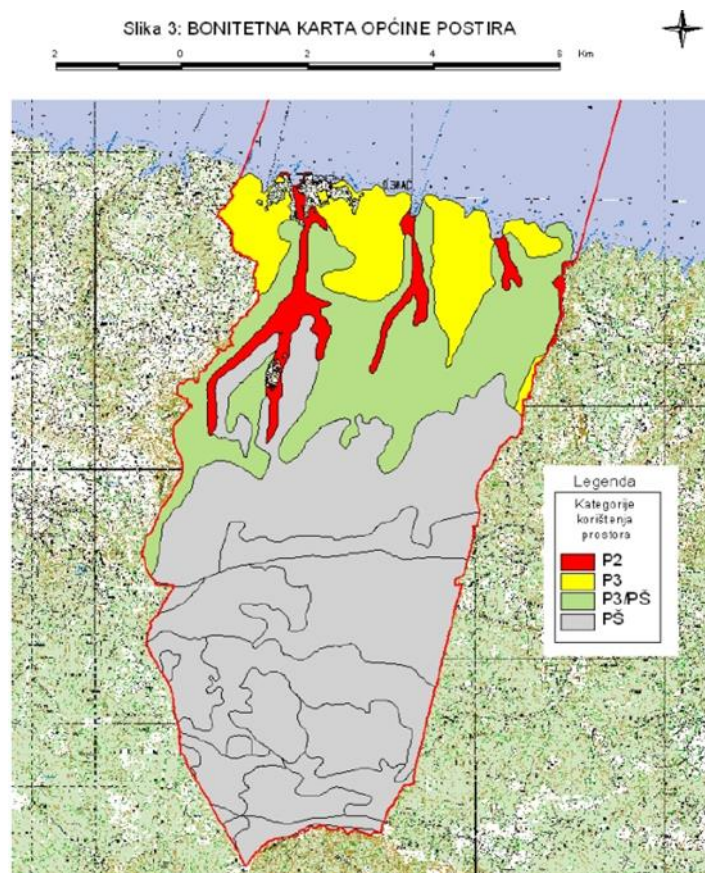 Slika 3: BONITETNA KARTA OPĆINE POSTIRA
2 0 2 4 6 Km
Legenda
Kategorije
korištenja
prostora
P2
P3
P3/PŠ
PŠ